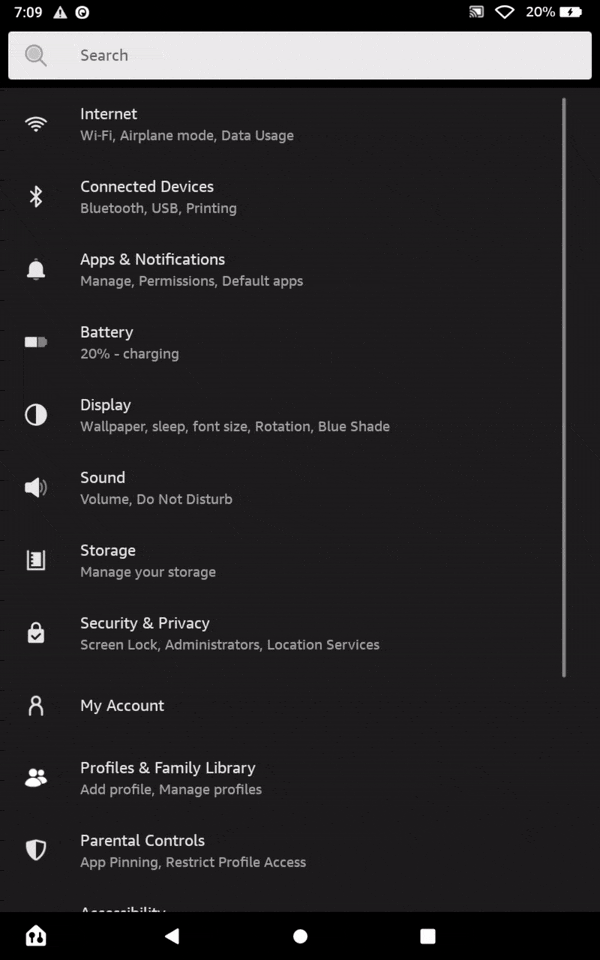 7:09
20%
Search
Internet
Wi-Fi, Airplane mode, Data Usage
Connected Devices
Bluetooth, USB, Printing
Apps & Notifications
Manage, Permissions, Default apps
Battery
20% - charging
Display
Wallpaper, sleep, font size, Rotation, Blue Shade
Sound
Volume, Do Not Disturb
Storage
Manage your storage
Security & Privacy
Screen Lock, Administrators, Location Services
My Account
Profiles & Family Library
Add profile, Manage profiles
Parental Controls
App Pinning, Restrict Profile Access
Accessibility